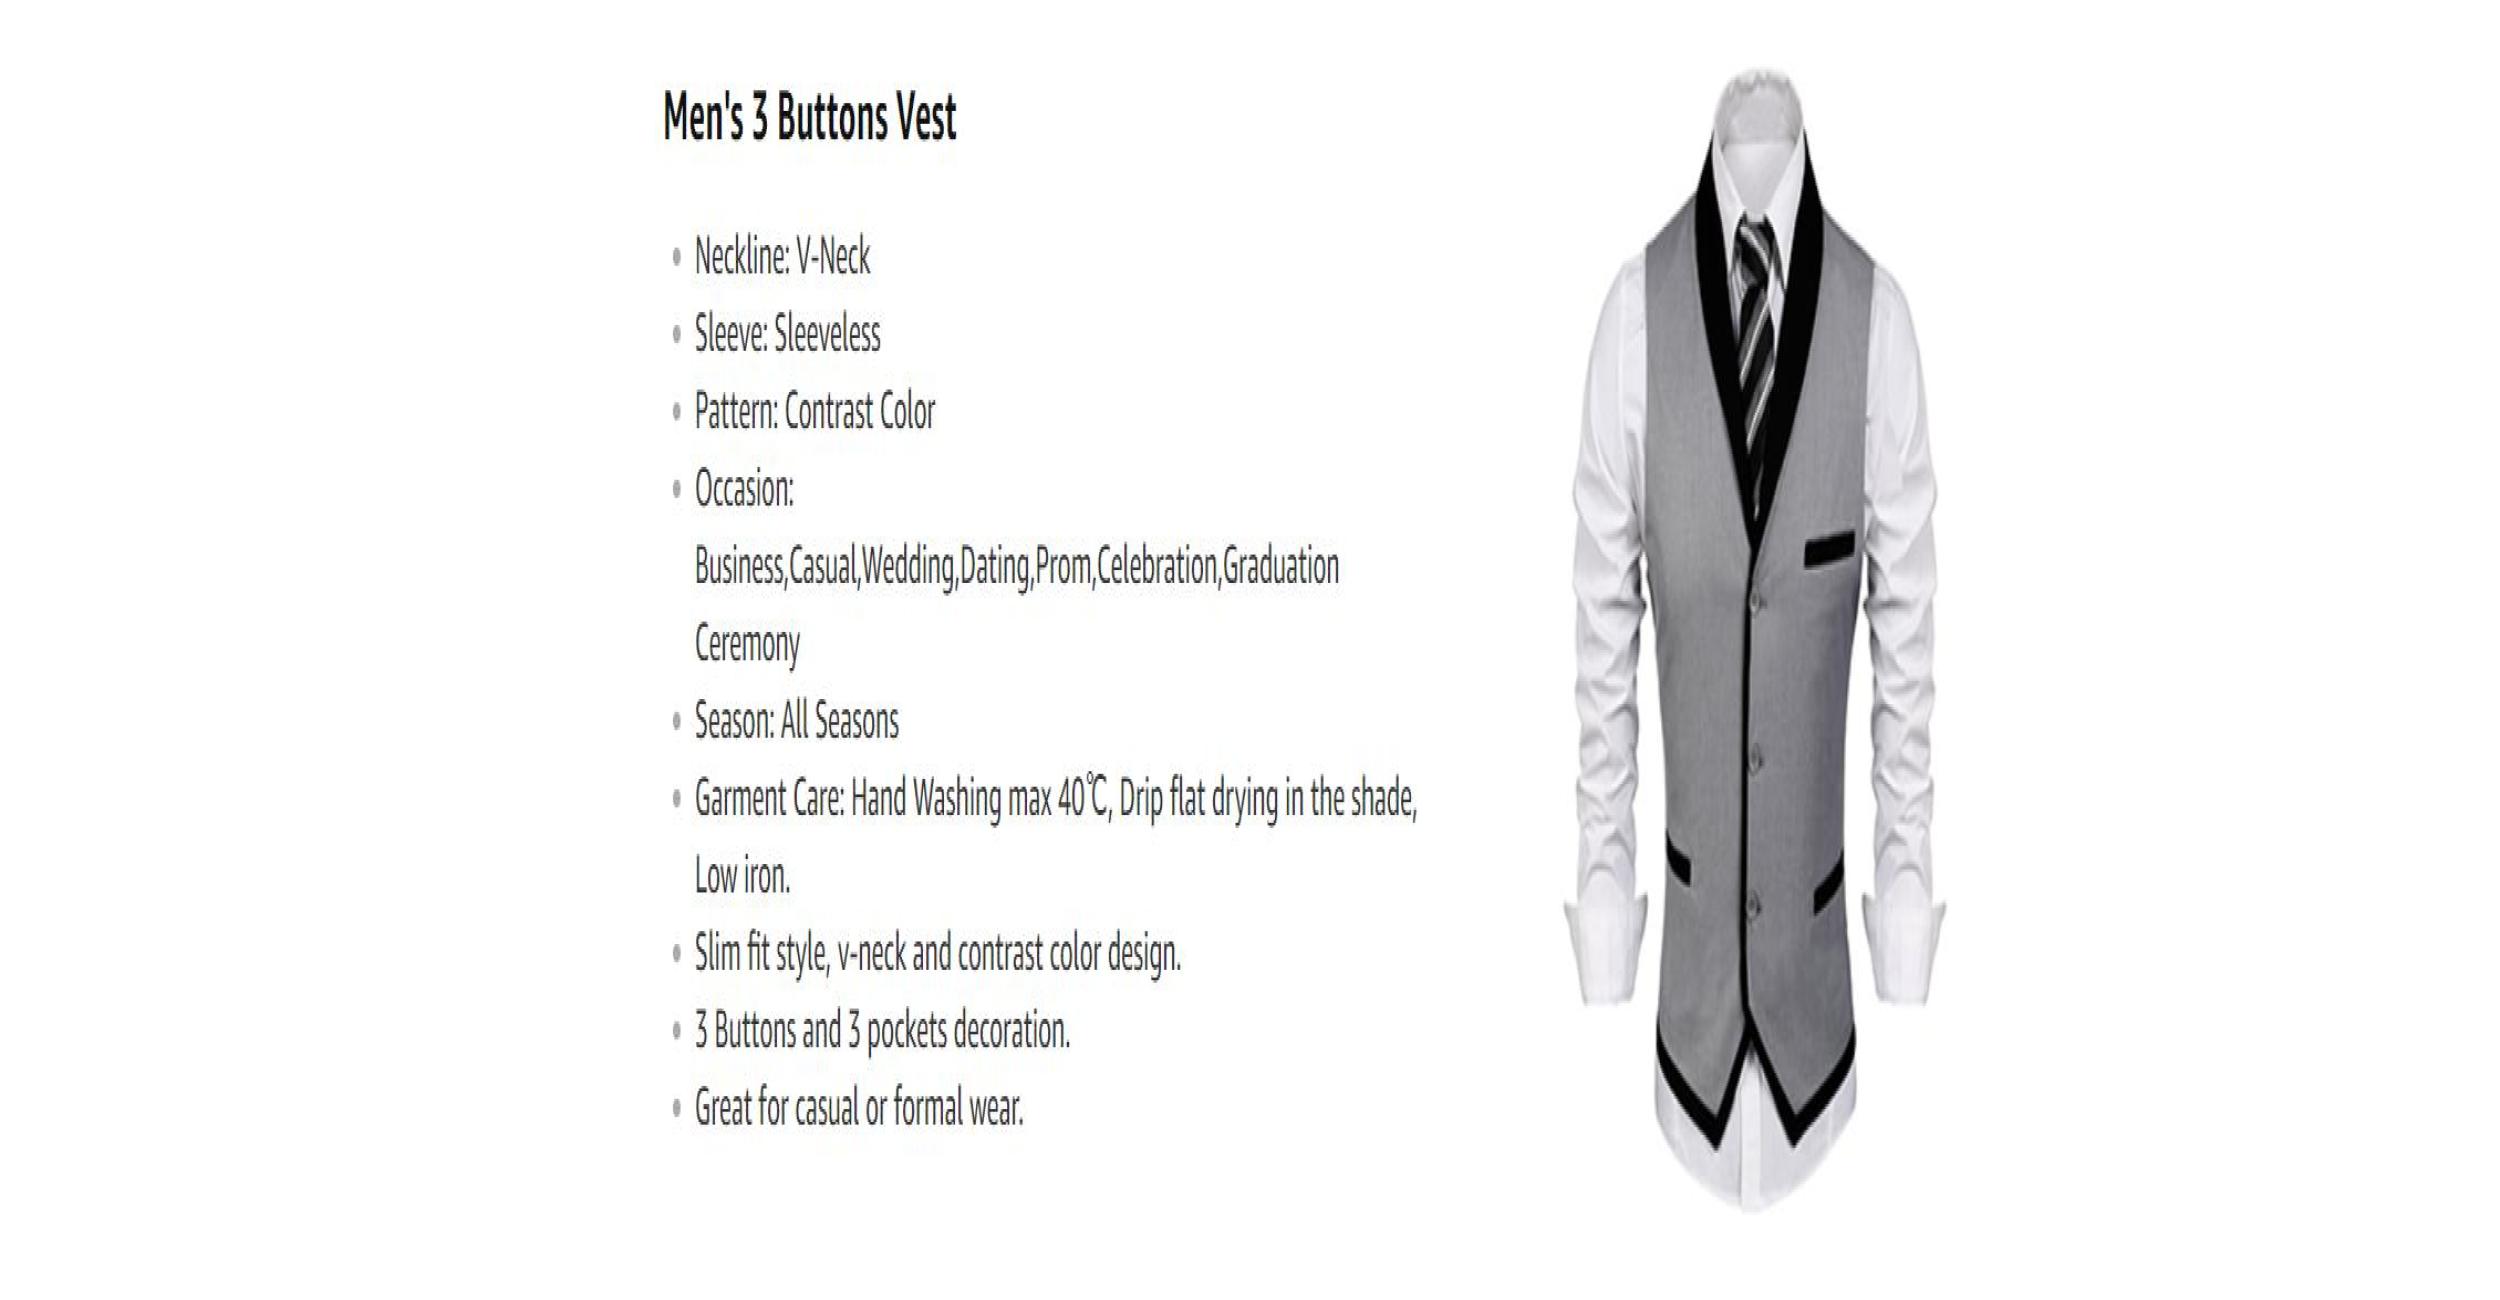 Men's 3 Buttons Vest
Neckline: V-Neck
Sleeve: Sleeveless
Pattern: Contrast Color
Occasion:
Business,Casual,Wedding,Dating,Prom,Celebration,Graduation
Ceremony
Season: All Seasons
Garment Care: Hand Washing max 40℃, Drip flat drying in the shade,
Low iron.
Slim fit style, v-neck and contrast color design.
3 Buttons and 3 pockets decoration.
Great for casual or formal wear.